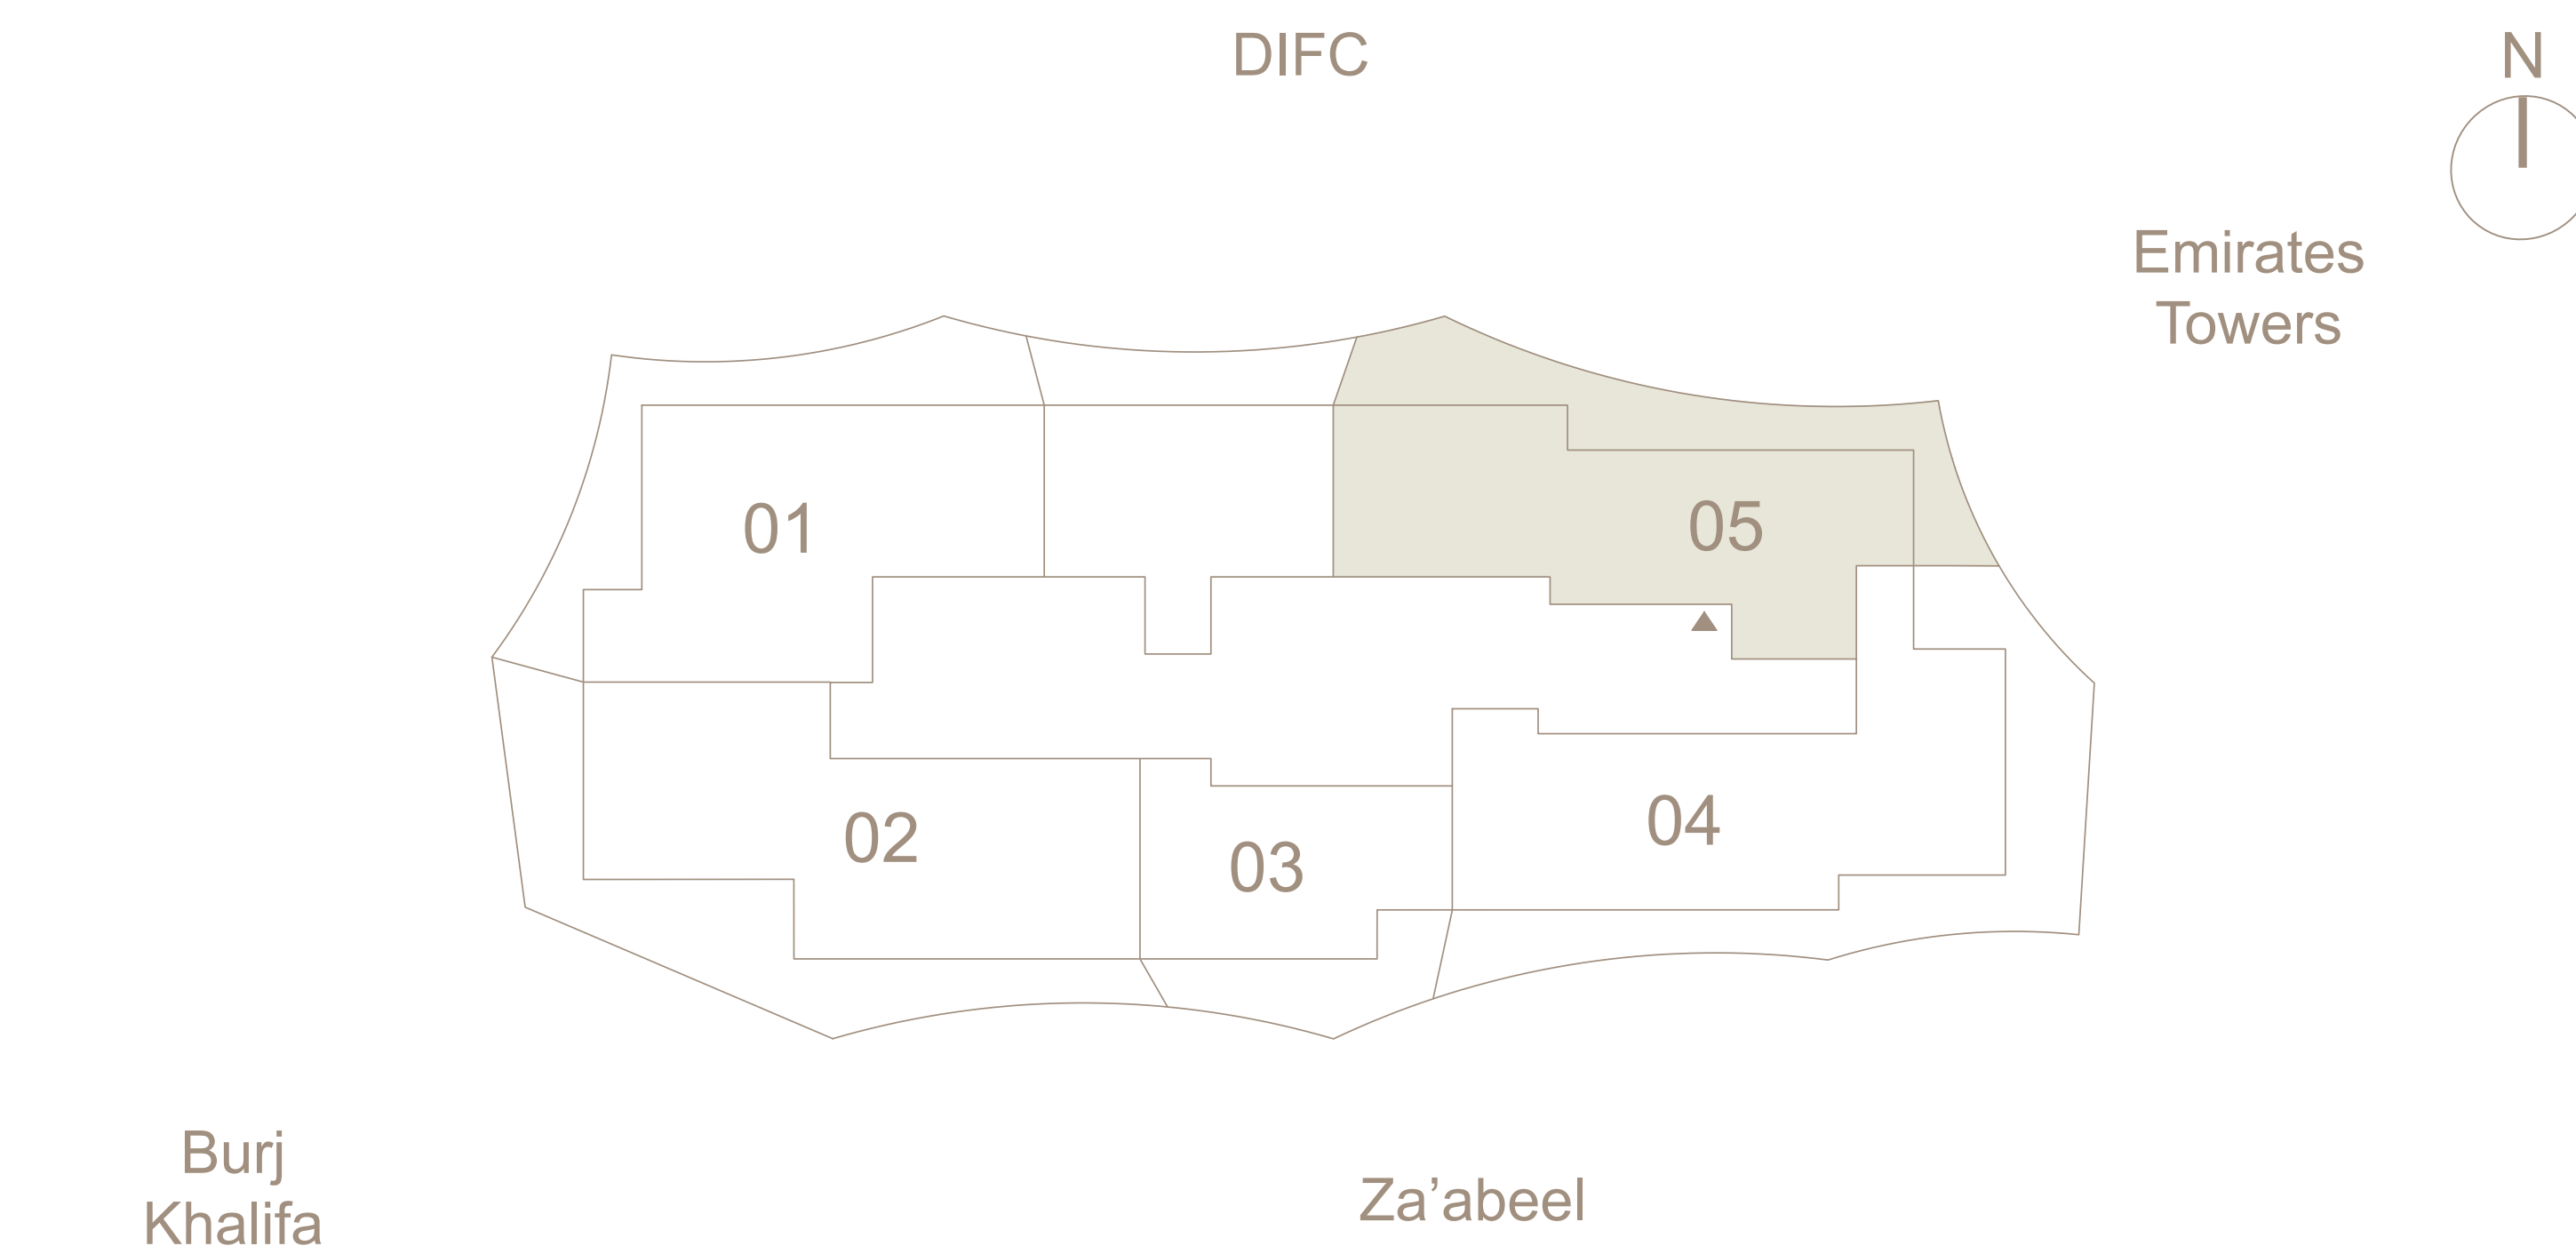 DIFC
N
Emirates
Towers
01
05
02
03
04
Burj
Khalifa
Za’abeel